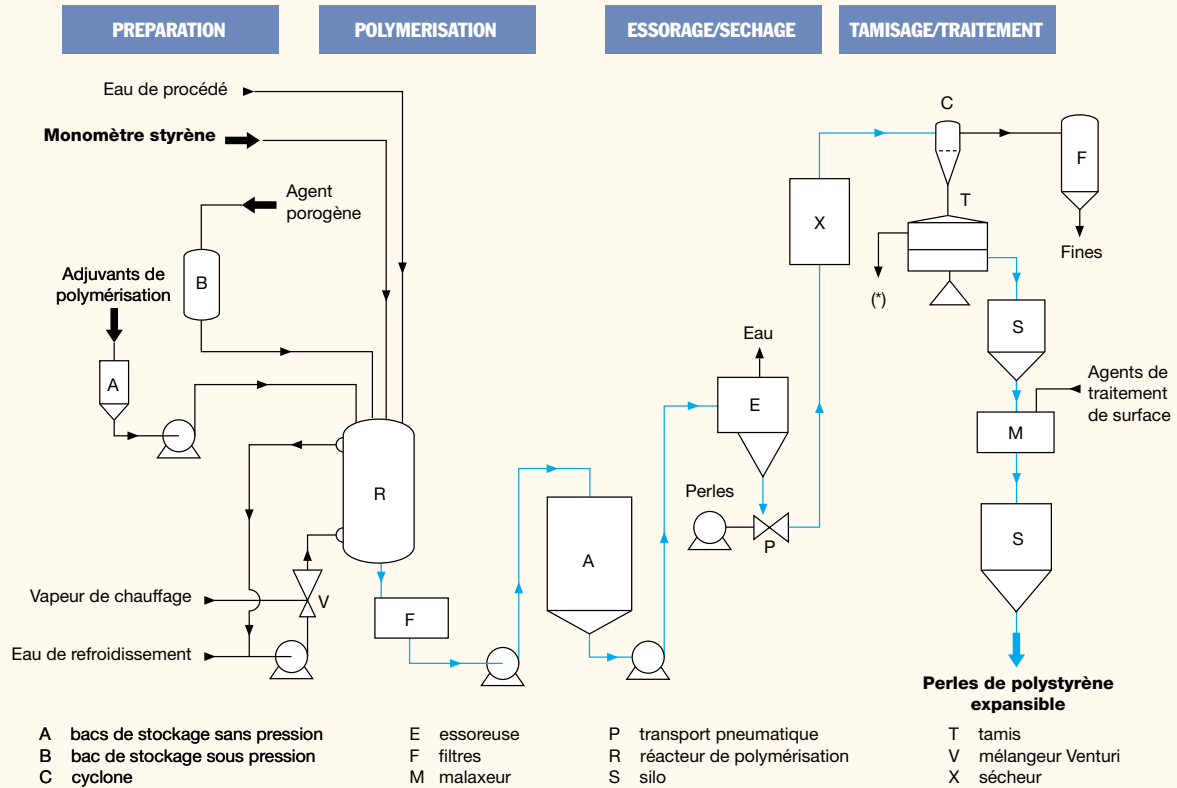 PREPARATION
POLYMERISATION
ESSORAGE/SECHAGE
TAMISAGE/TRAITEMENT
Eau de procédé
Monomètre styrène
Agent
porogène
Adjuvants de
polymérisation
B
A
R
Vapeur de chauffage
V
Eau de refroidissement
F
A
Eau
E
Perles
P
X
C
F
T
Fines
(*)
S
Agents de
traitement
de surface
M
S
Perles de polystyrène
expansible
A bacs de stockage sans pression
B bac de stockage sous pression
C cyclone
E essoreuse
F filtres
M malaxeur
P transport pneumatique
R réacteur de polymérisation
S silo
T tamis
V mélangeur Venturi
X sécheur